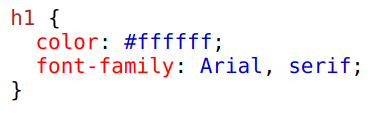 h1 {
  color: #ffffff;
  font-family: Arial, serif;
}